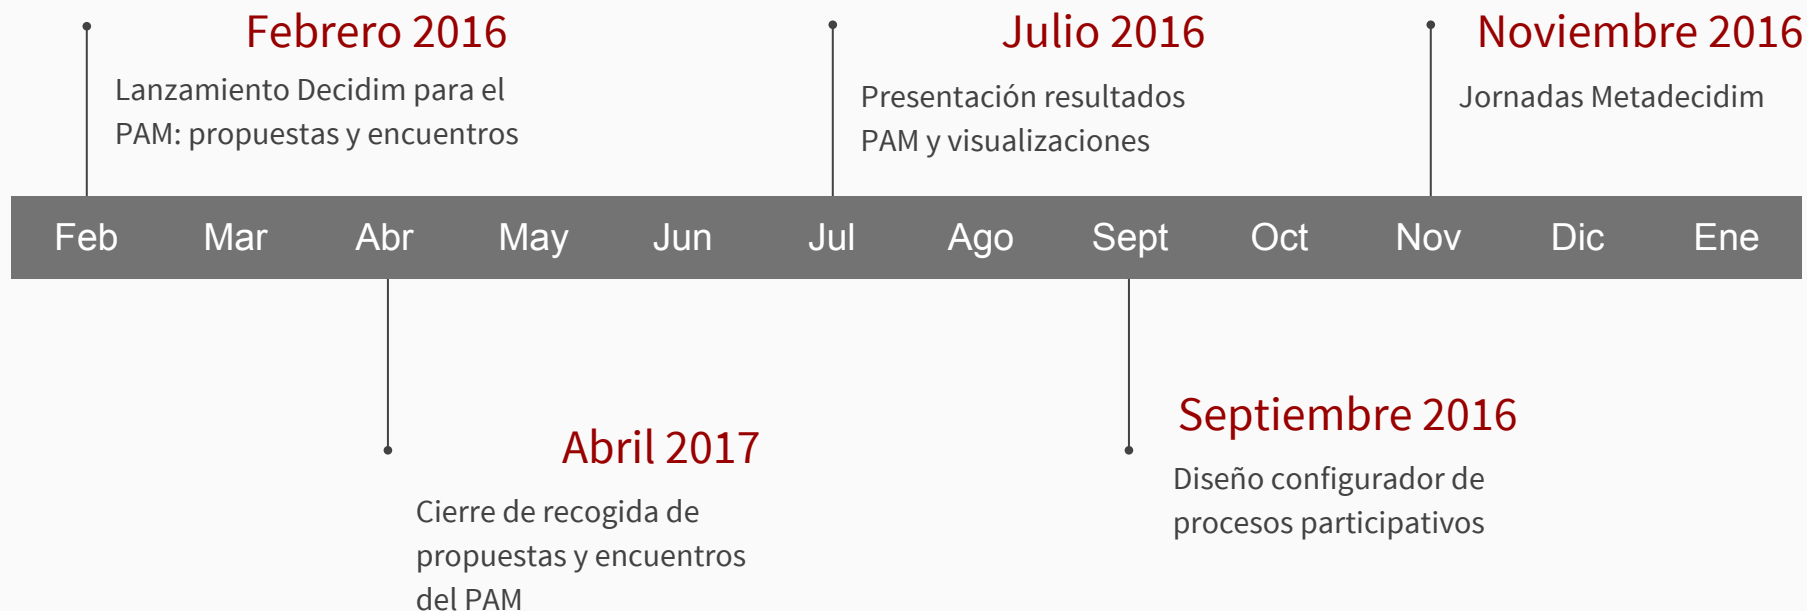 Febrero 2016
Lanzamiento Decidim para el
PAM: propuestas y encuentros
Julio 2016
Presentación resultados
PAM y visualizaciones
Noviembre 2016
Jornadas Metadecidim
Feb Mar Abr May Jun Jul Ago Sept Oct Nov Dic Ene
Abril 2017
Cierre de recogida de
propuestas y encuentros
del PAM
Septiembre 2016
Diseño configurador de
procesos participativos